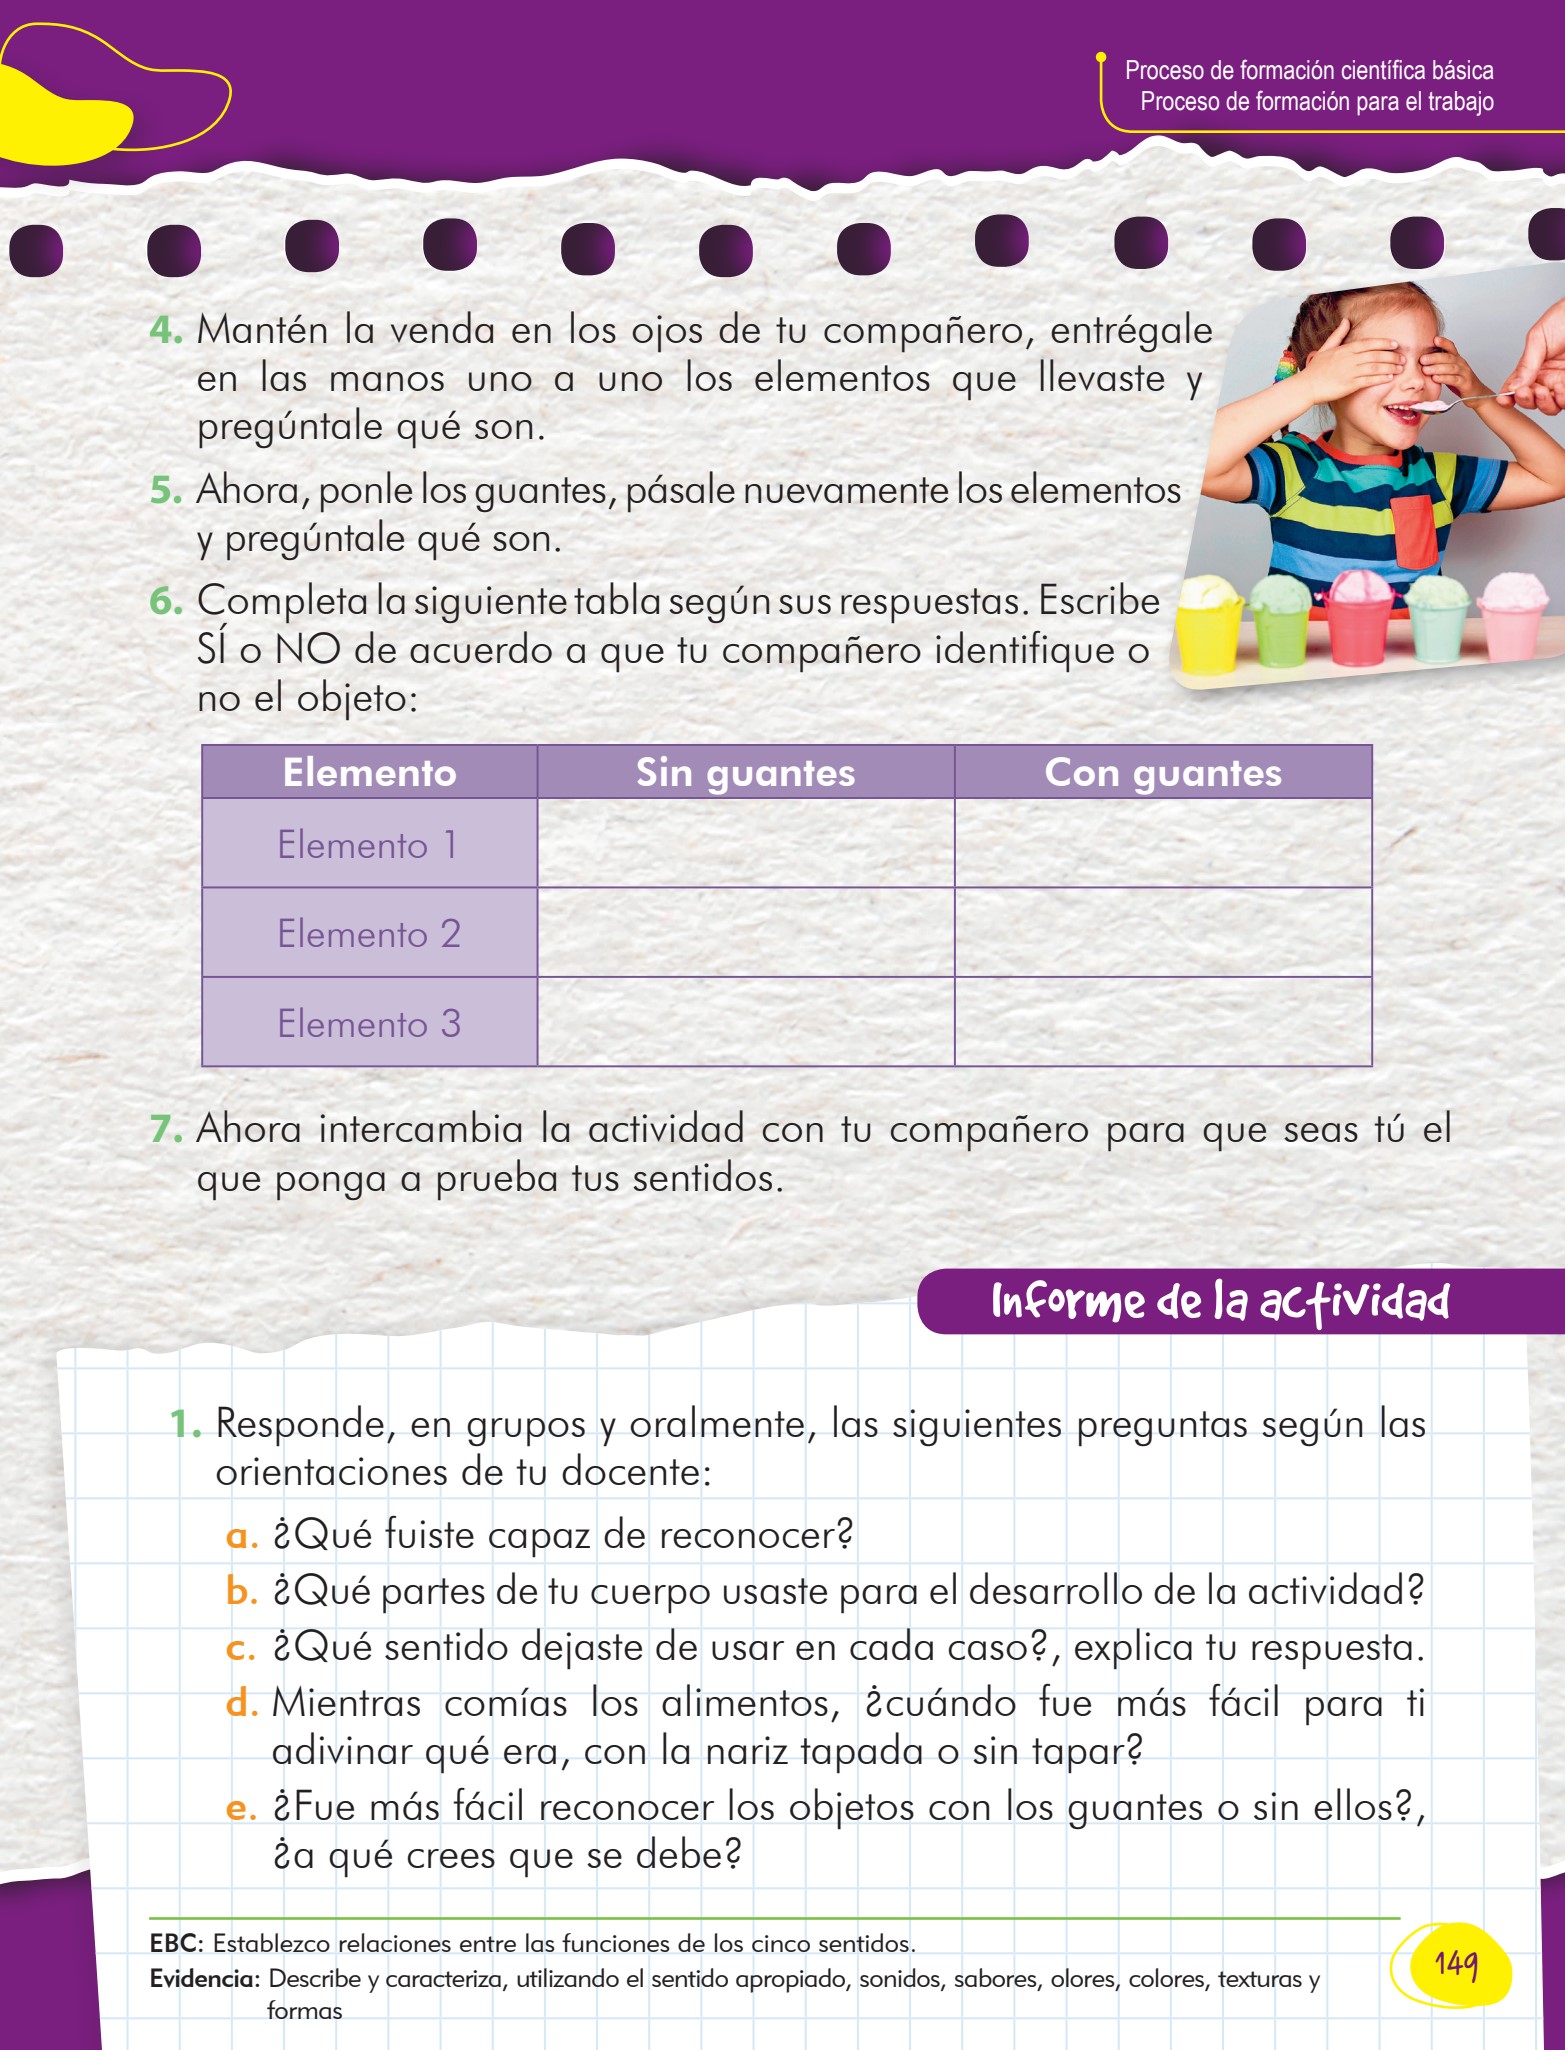 Proceso de formación científica básica
Proceso de formación para el trabajo
4. Mantén la venda en los ojos de tu compañero, entrégale
en las manos uno a uno los elementos que llevaste y
pregúntale qué son.
5. Ahora, ponle los guantes, pásale nuevamente los elementos
y pregúntale qué son.
6. Completa la siguiente tabla según sus respuestas. Escribe
SÍ o NO de acuerdo a que tu compañero identifique o
no el objeto:
Elemento Sin guantes Con guantes
Elemento 1
Elemento 2
Elemento 3
7. Ahora intercambia la actividad con tu compañero para que seas tú el
que ponga a prueba tus sentidos.
Informe de la actividad
1. Responde, en grupos y oralmente, las siguientes preguntas según las
orientaciones de tu docente:
a. ¿Qué fuiste capaz de reconocer?
b. ¿Qué partes de tu cuerpo usaste para el desarrollo de la actividad?
c. ¿Qué sentido dejaste de usar en cada caso?, explica tu respuesta.
d. Mientras comías los alimentos, ¿cuándo fue más fácil para ti
adivinar qué era, con la nariz tapada o sin tapar?
e. ¿Fue más fácil reconocer los objetos con los guantes o sin ellos?,
¿a qué crees que se debe?
EBC: Establezco relaciones entre las funciones de los cinco sentidos.
Evidencia: Describe y caracteriza, utilizando el sentido apropiado, sonidos, sabores, olores, colores, texturas y
formas
149